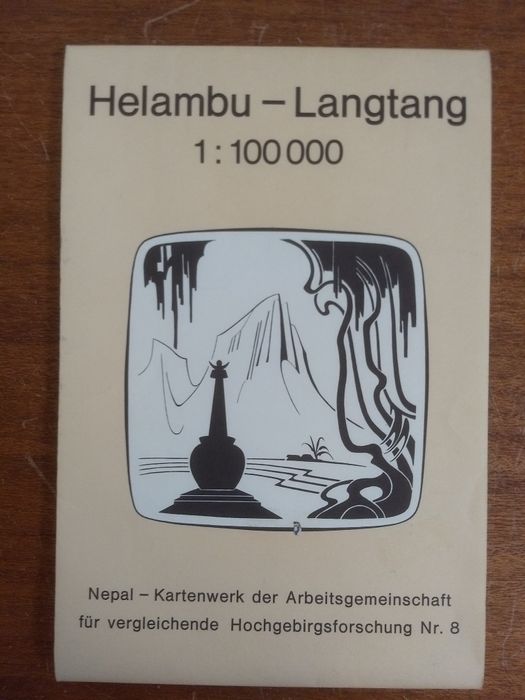 Helambu – Langtang
1 : 100 000
Nepal – Kartenwerk der Arbeitsgemeinschaft
für vergleichende Hochgebirgsforschung Nr. 8